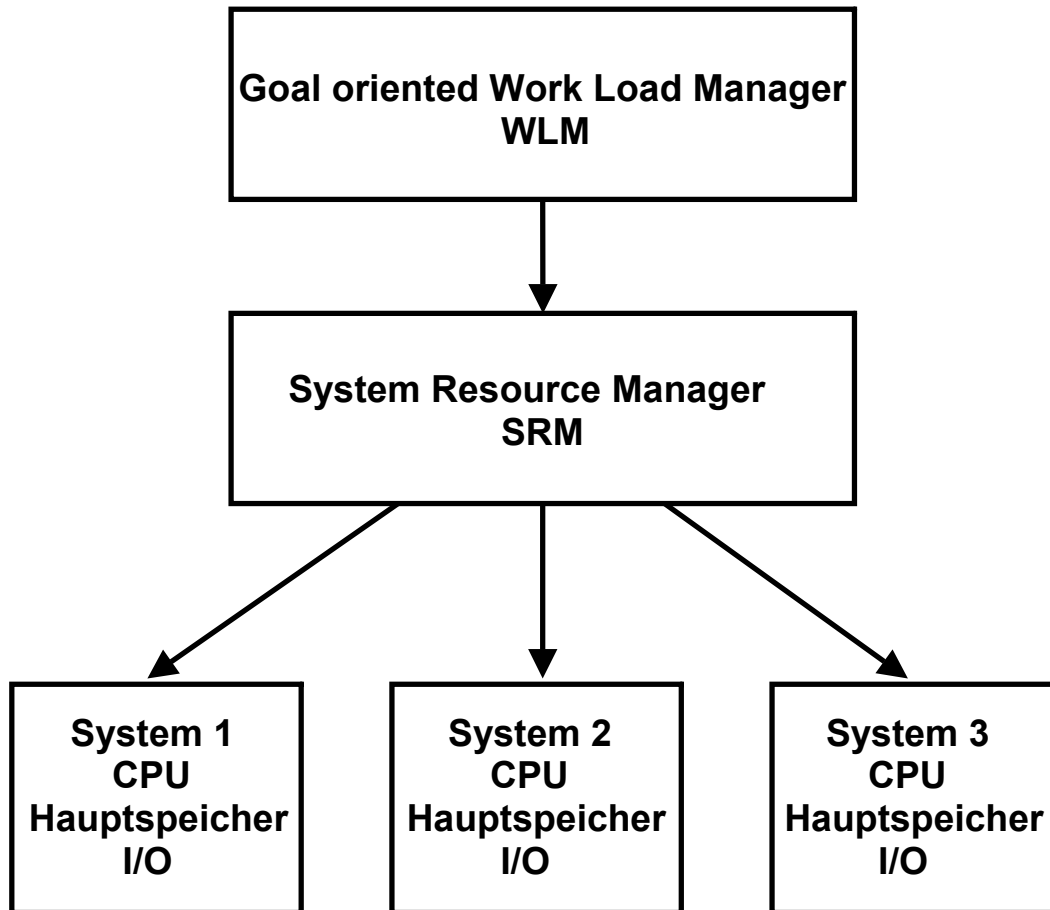 Goal oriented Work Load Manager
WLM
System Resource Manager
SRM
System 1
CPU
Hauptspeicher
I/O
System 2
CPU
Hauptspeicher
I/O
System 3
CPU
Hauptspeicher
I/O